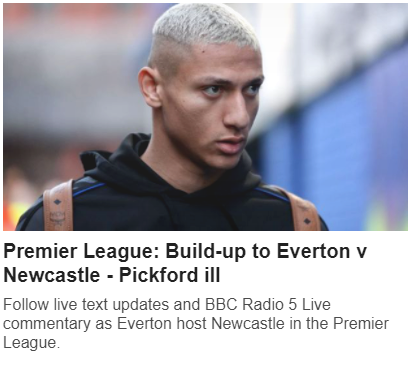 Premier League: Build-up to Everton v
Newcastle - Pickford ill
Follow live text updates and BBC Radio 5 Live
commentary as Everton host Newcastle in the Premier
League.